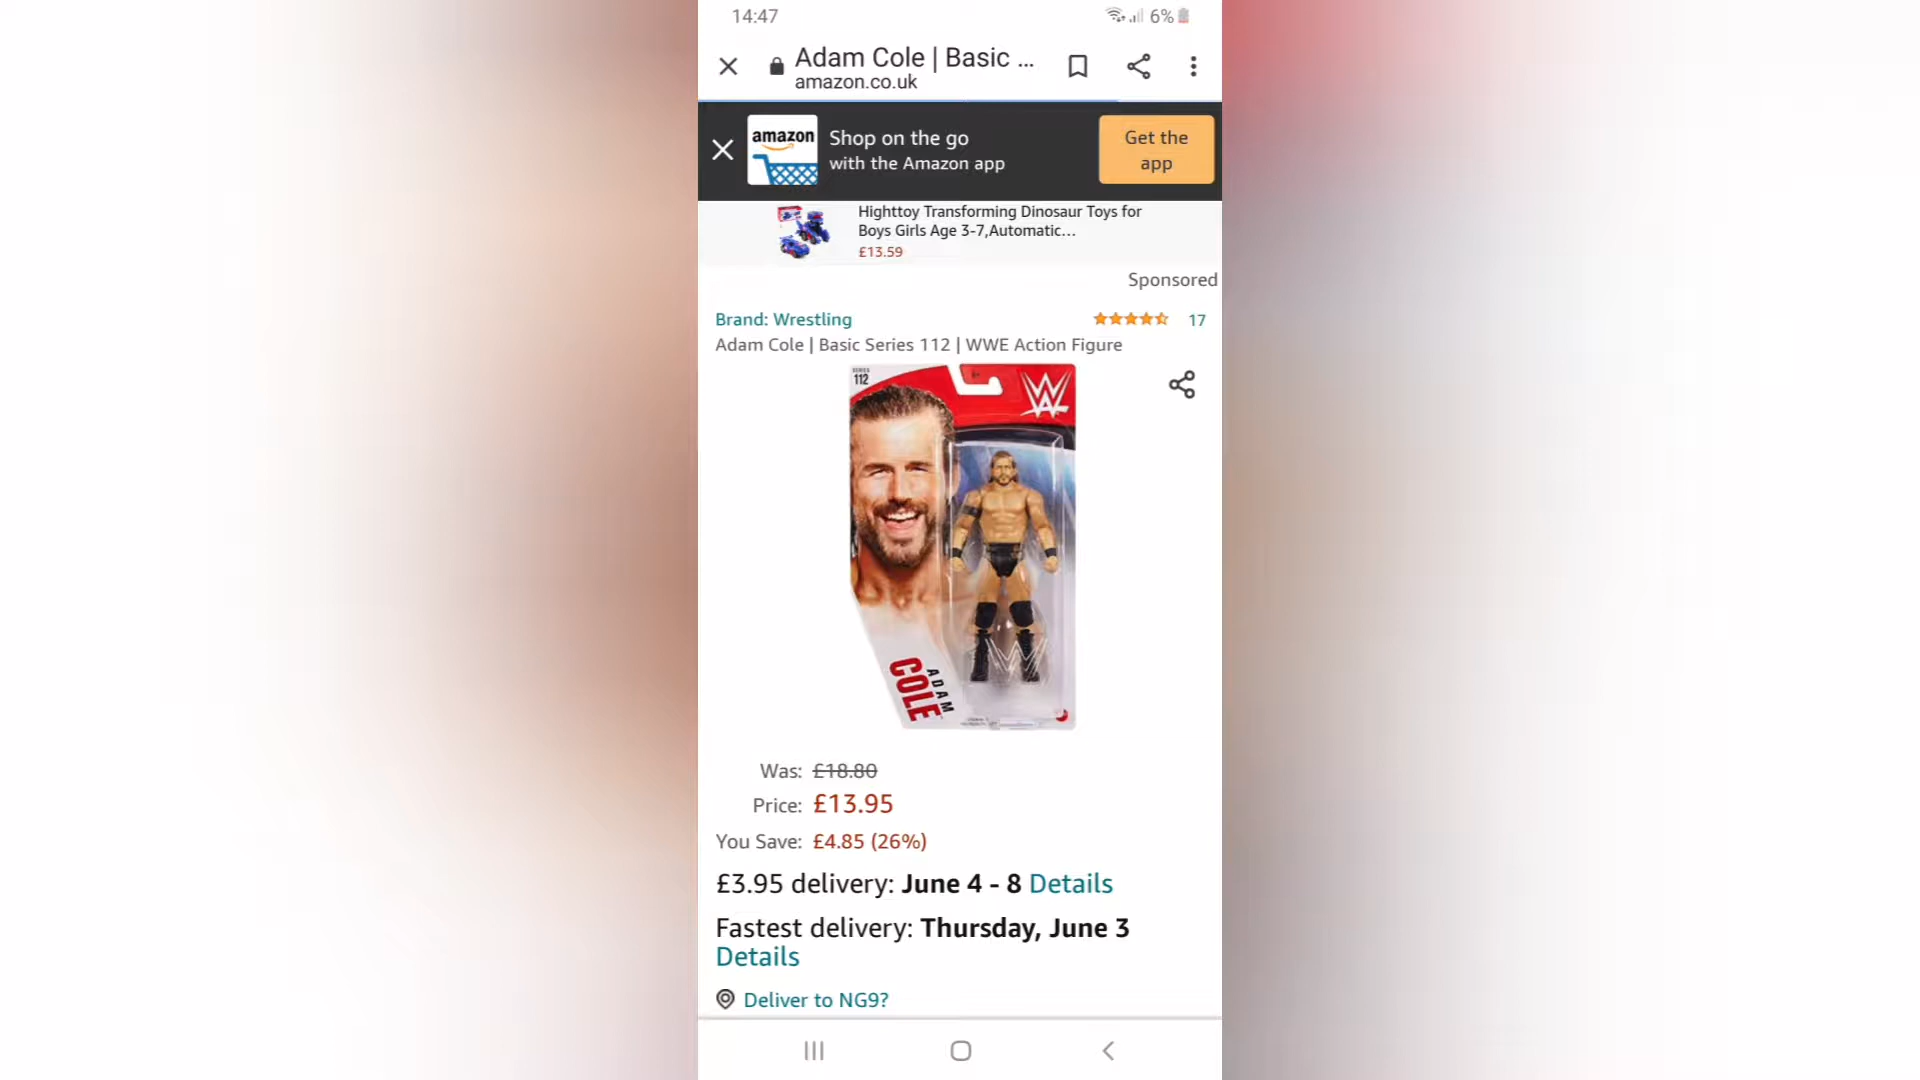 14:47
6%
Adam Cole | Basic ...
amazon.co.uk
amazon
Shop on the go
with the Amazon app
Get the
app
Highttoy Transforming Dinosaur Toys for
Boys Girls Age 3-7,Automatic...
£13.59
Sponsored
Brand: Wrestling
17
Adam Cole | Basic Series 112 | WWE Action Figure
SERIES
112
ADAM
COLE
Was: £18.80
Price: £13.95
You Save: £4.85 (26%)
£3.95 delivery: June 4 - 8 Details
Fastest delivery: Thursday, June 3
Details
Deliver to NG9?